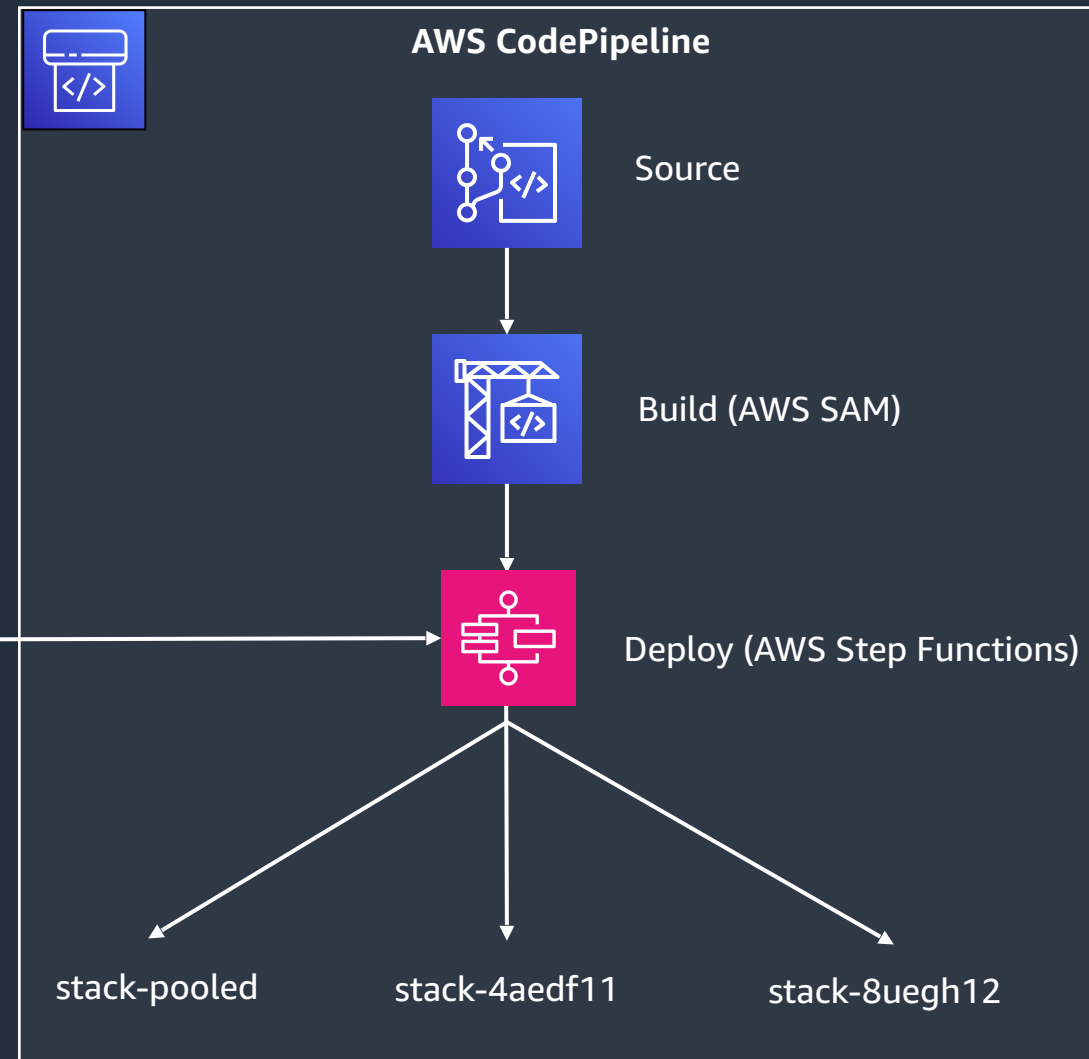 AWS CodePipeline
</>
</>
Source
</>
Build (AWS SAM)
Deploy (AWS Step Functions)
stack-pooled
stack-4aedf11
stack-8uegh12